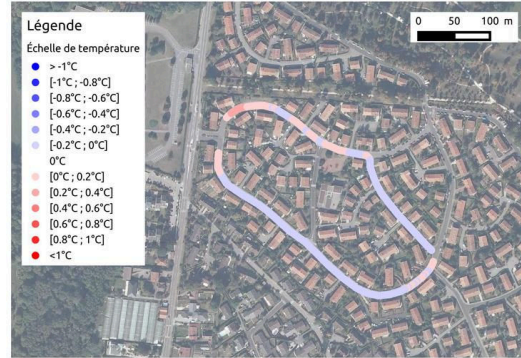 Légende
Échelle de température
> -1°C
[-1°C ; -0.8°C]
[-0.8°C ; -0.6°C]
[-0.6°C ; -0.4°C]
[-0.4°C ; -0.2°C]
[-0.2°C ; 0°C]
0°C
[0°C ; 0.2°C]
[0.2°C ; 0.4°C]
[0.4°C ; 0.6°C]
[0.6°C ; 0.8°C]
[0.8°C ; 1°C]
<1°C
0 50 100 m